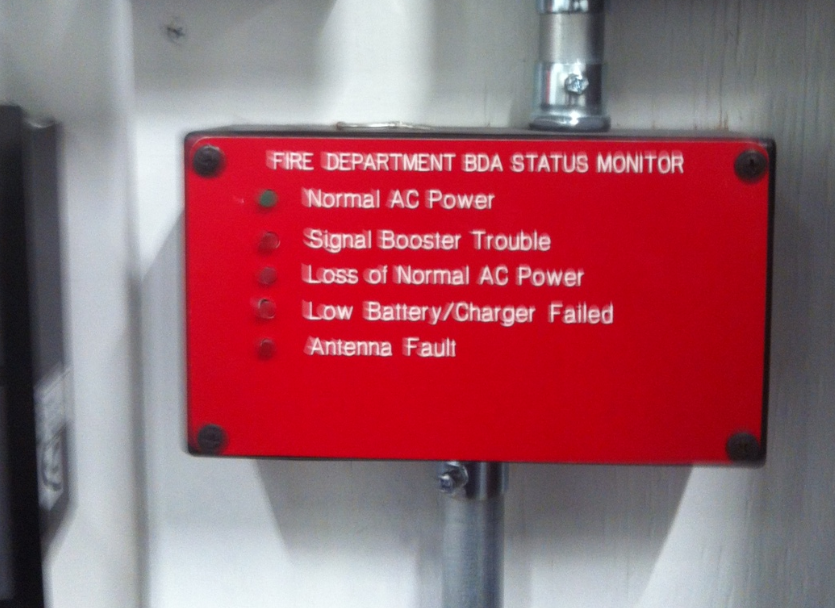 FIRE DEPARTMENT BDA STATUS MONITOR
Normal AC Power
Signal Booster Trouble
Loss of Normal AC Power
Low Battery/Charger Failed
Antenna Fault